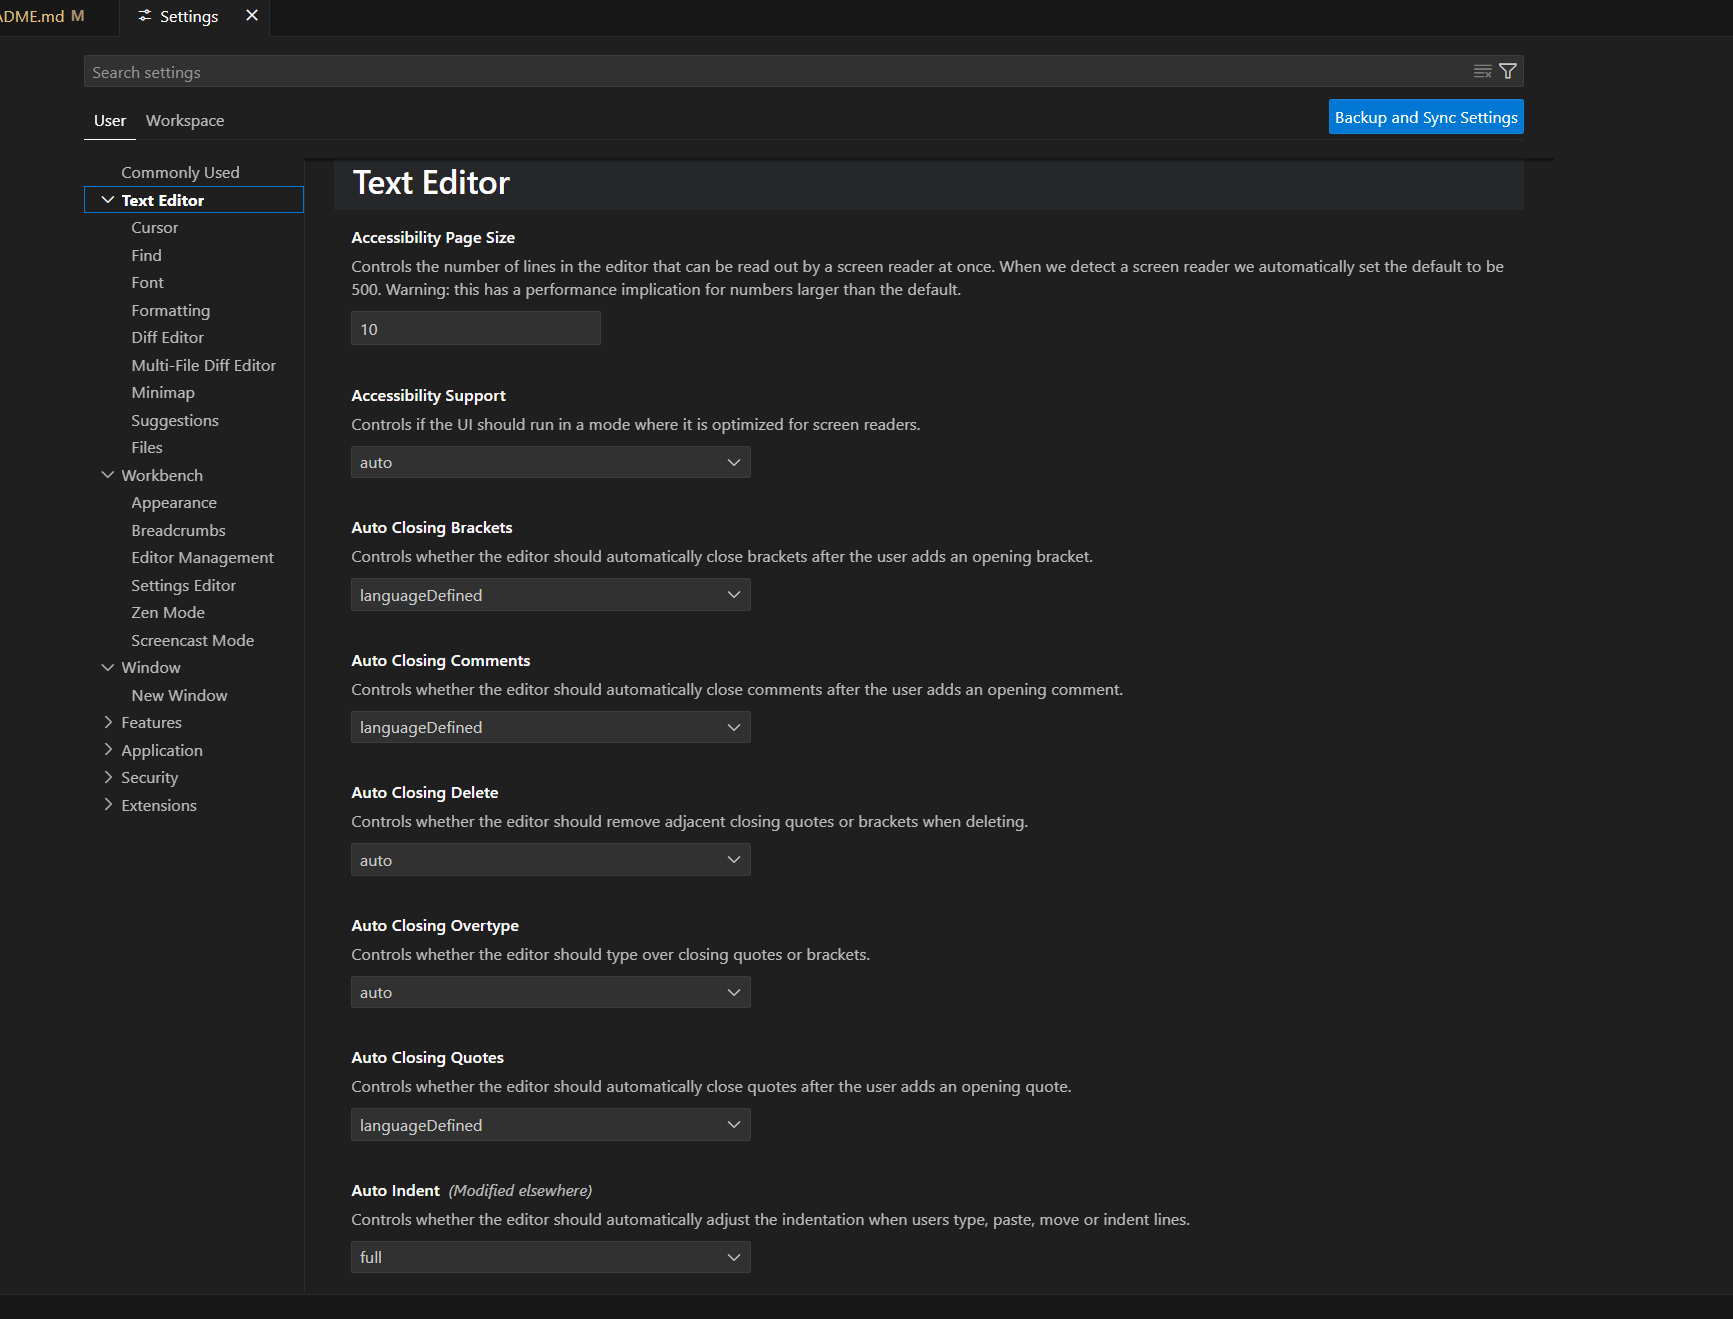 ADME.md M
Settings
Search settings
User
Workspace
Backup and Sync Settings
Commonly Used
Text Editor
Cursor
Find
Font
Formatting
Diff Editor
Multi-File Diff Editor
Minimap
Suggestions
Files
Workbench
Appearance
Breadcrumbs
Editor Management
Settings Editor
Zen Mode
Screencast Mode
Window
New Window
Features
Application
Security
Extensions
Text Editor
Accessibility Page Size
Controls the number of lines in the editor that can be read out by a screen reader at once. When we detect a screen reader we automatically set the default to be
500. Warning: this has a performance implication for numbers larger than the default.
10
Accessibility Support
Controls if the UI should run in a mode where it is optimized for screen readers.
auto
Auto Closing Brackets
Controls whether the editor should automatically close brackets after the user adds an opening bracket.
languageDefined
Auto Closing Comments
Controls whether the editor should automatically close comments after the user adds an opening comment.
languageDefined
Auto Closing Delete
Controls whether the editor should remove adjacent closing quotes or brackets when deleting.
auto
Auto Closing Overtype
Controls whether the editor should type over closing quotes or brackets.
auto
Auto Closing Quotes
Controls whether the editor should automatically close quotes after the user adds an opening quote.
languageDefined
Auto Indent (Modified elsewhere)
Controls whether the editor should automatically adjust the indentation when users type, paste, move or indent lines.
full